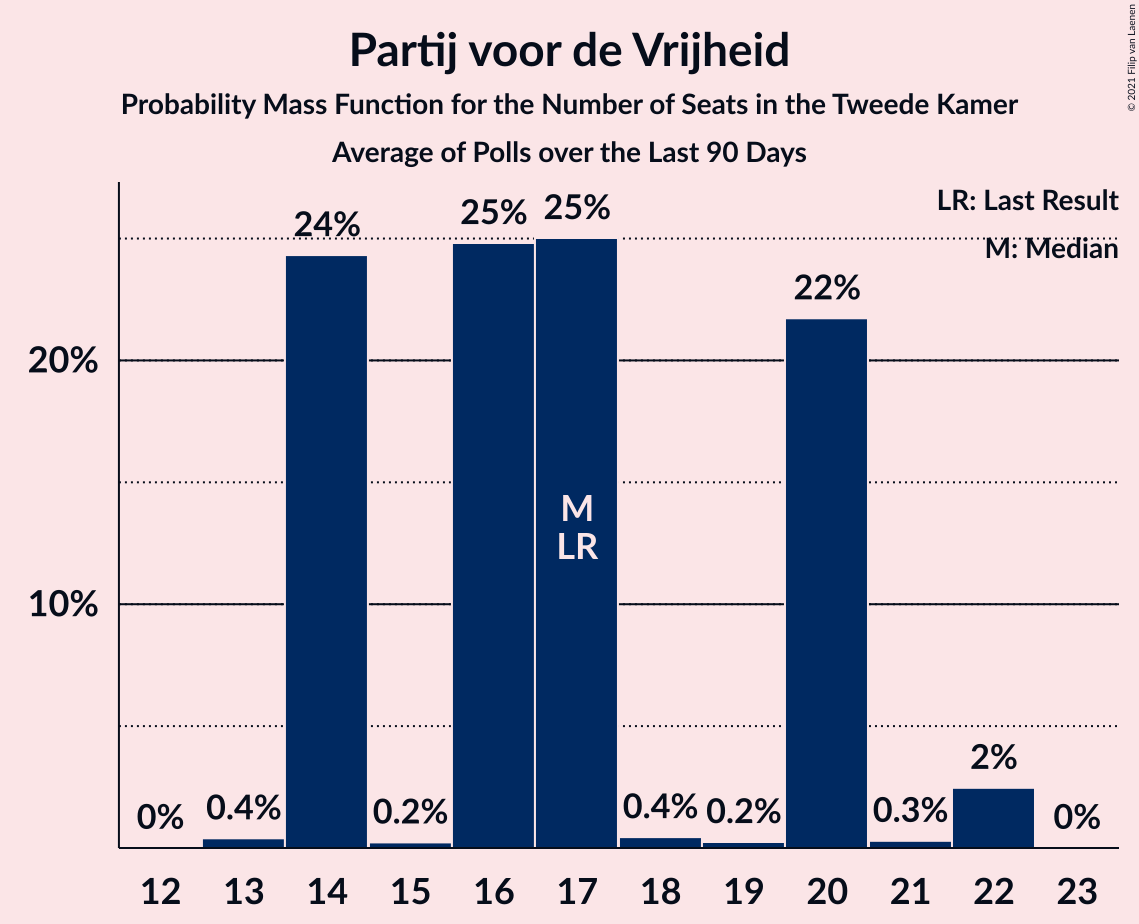 Partij voor de Vrijheid
Probability Mass Function for the Number of Seats in the Tweede Kamer
Average of Polls over the Last 90 Days
© 2021 Filip van Laenen
LR: Last Result
M: Median
24%
25%
25%
22%
20%
10%
M
LR
0%
0.4%
0.2%
0.4%
0.2%
0.3%
2%
0%
12 13 14 15 16 17 18 19 20 21 22 23